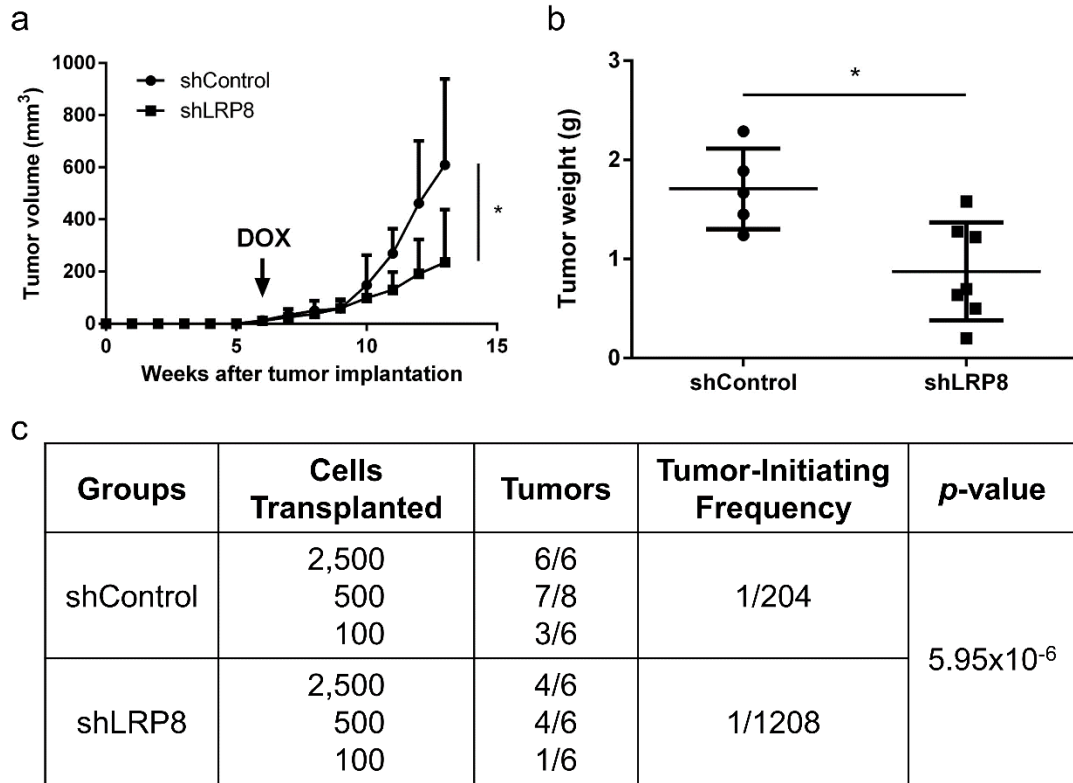 a
1000
800
600
400
200
0
Tumor volume (mm³)
shControl
shLRP8
DOX
*
0 5 10 15
Weeks after tumor implantation
b
3
2
1
0
Tumor weight (g)
*
shControl shLRP8
c
Groups
Cells
Transplanted
Tumors
Tumor-Initiating
Frequency
p-value
shControl
2,500 6/6
500 7/8
100 3/6
1/204
5.95x10⁻⁶
shLRP8
2,500 4/6
500 4/6
100 1/6
1/1208